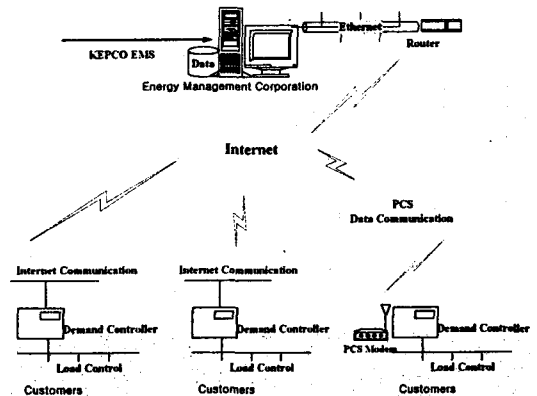 Ethernet
Router
KEPCO EMS
Data
Energy Management Corporation
Internet
PCS
Data Communication
Internet Communication
Internet Communication
Demand Controller
Demand Controller
Demand Controller
PCS Modem
Load Control
Load Control
Load Control
Customers
Customers
Customers